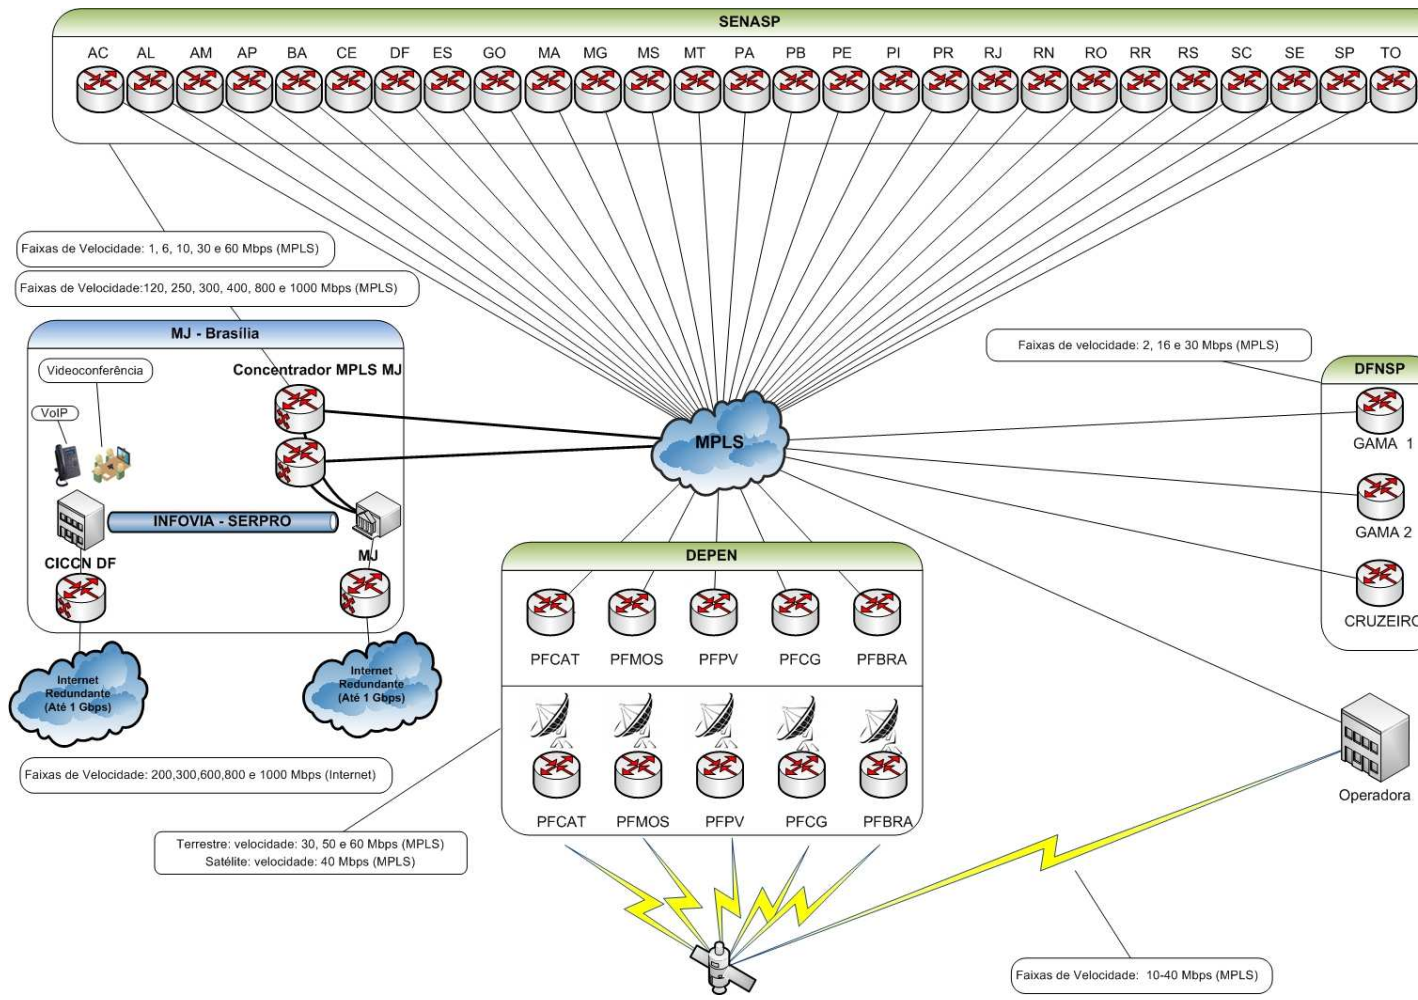 SENASP
AC AL AM AP BA CE DF ES GO MA MG MS MT PA PB PE PI PR RJ RN RO RR RS SC SE SP TO
Faixas de Velocidade: 1, 6, 10, 30 e 60 Mbps (MPLS)
Faixas de Velocidade:120, 250, 300, 400, 800 e 1000 Mbps (MPLS)
MJ - Brasília
Videoconferência
Concentrador MPLS MJ
VoIP
INFOVIA - SERPRO
CICCN DF
MJ
Internet
Redundante
(Até 1 Gbps)
Internet
Redundante
(Até 1 Gbps)
Faixas de Velocidade: 200,300,600,800 e 1000 Mbps (Internet)
MPLS
Faixas de velocidade: 2, 16 e 30 Mbps (MPLS)
DFNSP
GAMA 1
GAMA 2
CRUZEIRO
DEPEN
PFCAT PFMOS PFPV PFCG PFBRA
PFCAT PFMOS PFPV PFCG PFBRA
Terrestre: velocidade: 30, 50 e 60 Mbps (MPLS)
Satélite: velocidade: 40 Mbps (MPLS)
Operadora
Faixas de Velocidade: 10-40 Mbps (MPLS)